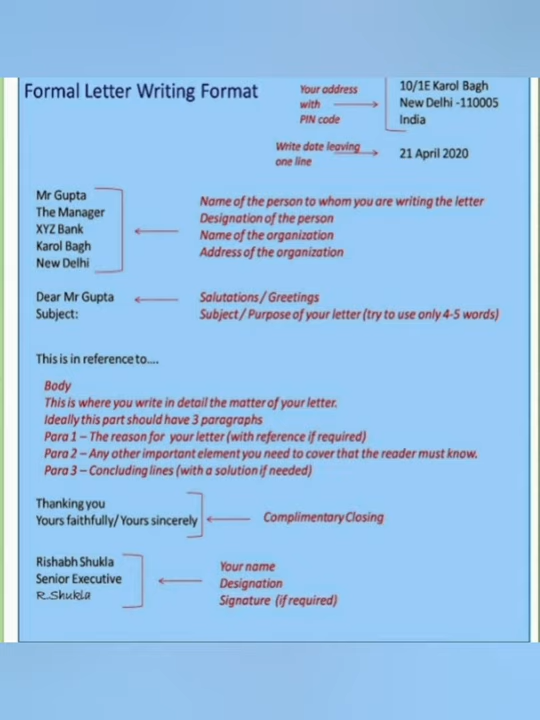 Formal Letter Writing Format
Your address
with
PIN code
10/1E Karol Bagh
New Delhi -110005
India
Write date leaving
one line
21 April 2020
Mr Gupta
The Manager
XYZ Bank
Karol Bagh
New Delhi
Name of the person to whom you are writing the letter
Designation of the person
Name of the organization
Address of the organization
Dear Mr Gupta
Salutations / Greetings
Subject:
Subject / Purpose of your letter (try to use only 4-5 words)
This is in reference to....
Body
This is where you write in detail the matter of your letter.
Ideally this part should have 3 paragraphs
Para 1 – The reason for your letter (with reference if required)
Para 2 – Any other important element you need to cover that the reader must know.
Para 3 – Concluding lines (with a solution if needed)
Thanking you
Yours faithfully/ Yours sincerely
Complimentary Closing
Rishabh Shukla
Senior Executive
R.Shukla
Your name
Designation
Signature (if required)